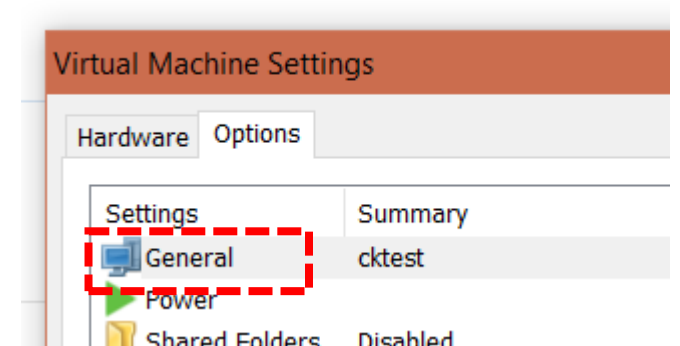 Virtual Machine Settings
Hardware Options
Settings Summary
General cktest
Power
Shared Folders Disabled